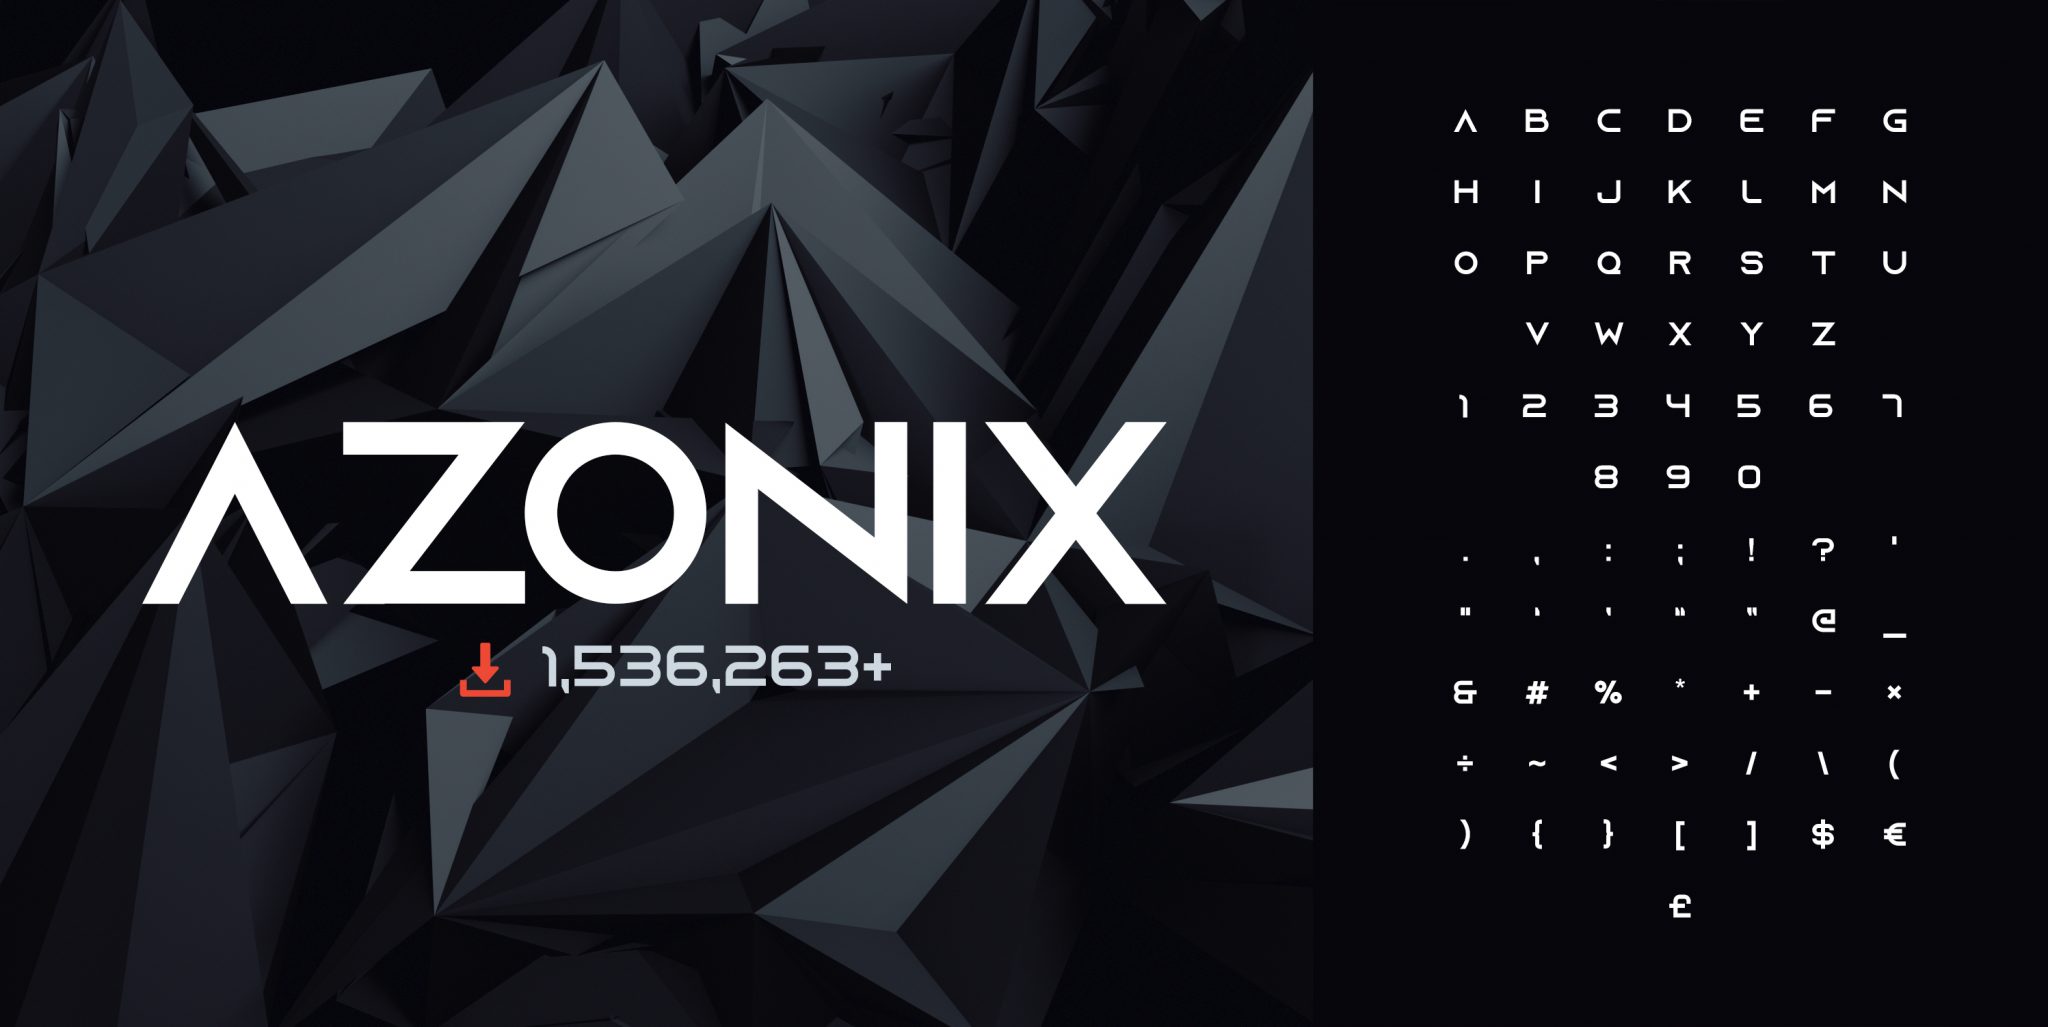 AZONIX
1,536,263+
A B C D E F G
H I J K L M N
O P Q R S T U
V W X Y Z
1 2 3 4 5 6 7
8 9 0
. , : ; ! ? '
" ‘ ‛ “ ‟ @ _
& # % * + − ×
÷ ~ < > / \ (
) { } [ ] $ €
£